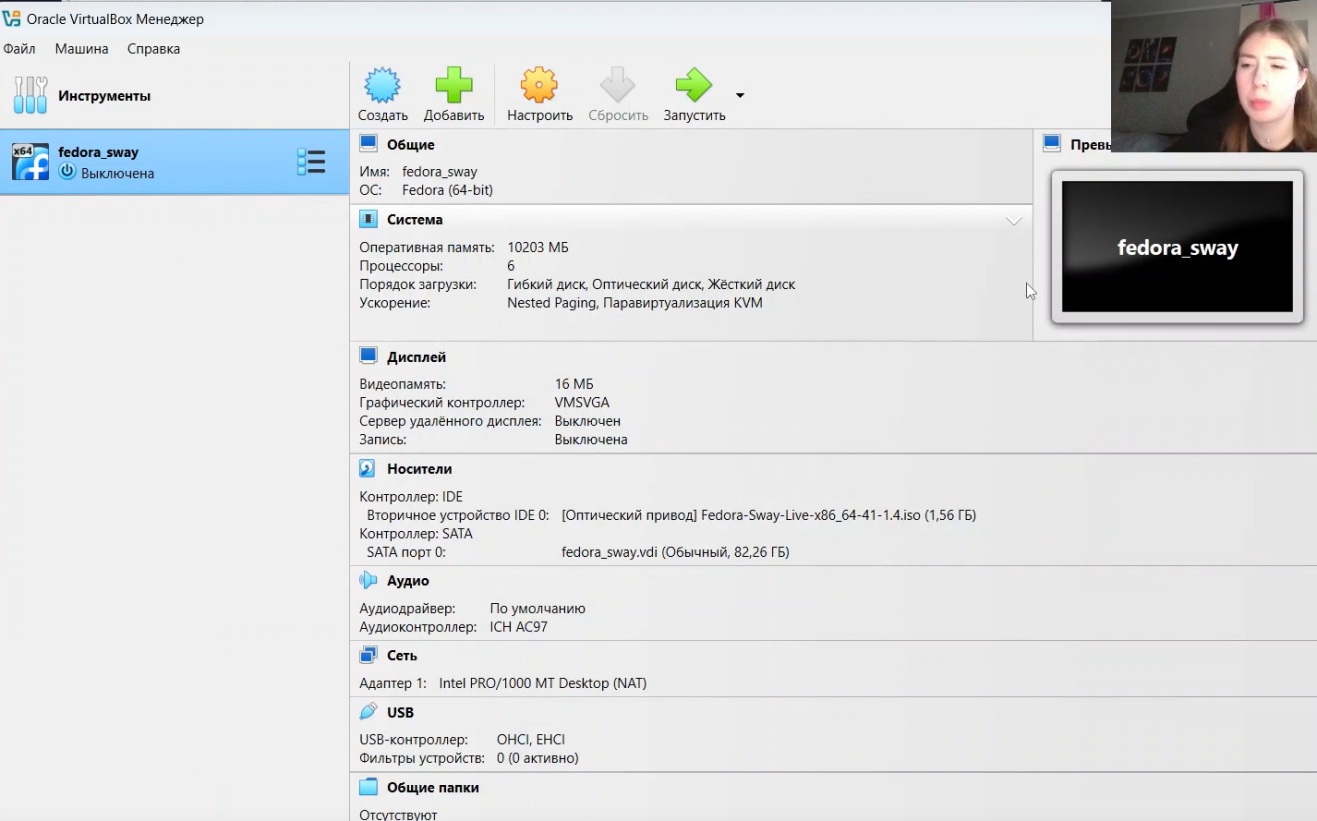 Oracle VirtualBox Менеджер
Файл Машина Справка
Инструменты
Создать Добавить Настроить Сбросить Запустить
x64
fedora_sway
Выключена
Общие
Имя: fedora_sway
ОС: Fedora (64-bit)
Превь
fedora_sway
Система
Оперативная память: 10203 МБ
Процессоры: 6
Порядок загрузки: Гибкий диск, Оптический диск, Жёсткий диск
Ускорение: Nested Paging, Паравиртуализация KVM
Дисплей
Видеопамять: 16 МБ
Графический контроллер: VMSVGA
Сервер удалённого дисплея: Выключен
Запись: Выключена
Носители
Контроллер: IDE
Вторичное устройство IDE 0: [Оптический привод] Fedora-Sway-Live-x86_64-41-1.4.iso (1,56 ГБ)
Контроллер: SATA
SATA порт 0: fedora_sway.vdi (Обычный, 82,26 ГБ)
Аудио
Аудиодрайвер: По умолчанию
Аудиоконтроллер: ICH AC97
Сеть
Адаптер 1: Intel PRO/1000 MT Desktop (NAT)
USB
USB-контроллер: OHCI, EHCI
Фильтры устройств: 0 (0 активно)
Общие папки
Отсутствуют